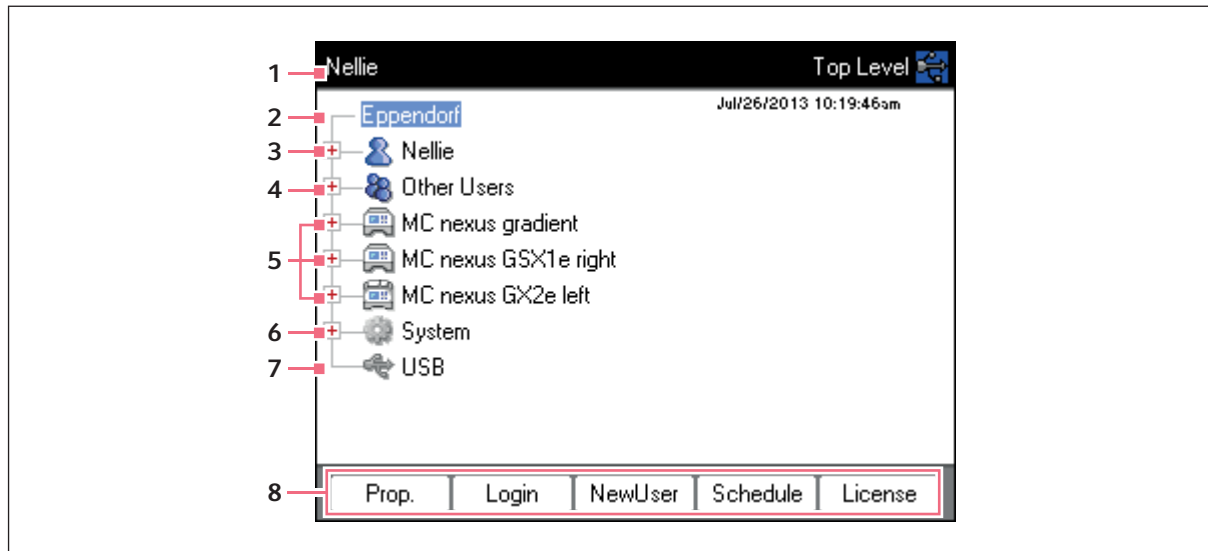 1 Nellie Top Level
Jul/26/2013 10:19:46am
2 Eppendorf
3 + Nellie
4 + Other Users
+ MC nexus gradient
5 + MC nexus GSX1e right
+ MC nexus GX2e left
6 + System
7 USB
8 Prop. Login NewUser Schedule License